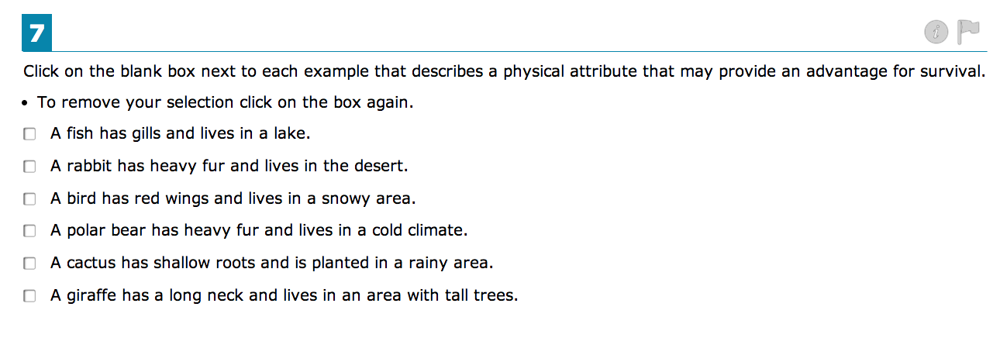 7
Click on the blank box next to each example that describes a physical attribute that may provide an advantage for survival.
• To remove your selection click on the box again.
A fish has gills and lives in a lake.
A rabbit has heavy fur and lives in the desert.
A bird has red wings and lives in a snowy area.
A polar bear has heavy fur and lives in a cold climate.
A cactus has shallow roots and is planted in a rainy area.
A giraffe has a long neck and lives in an area with tall trees.